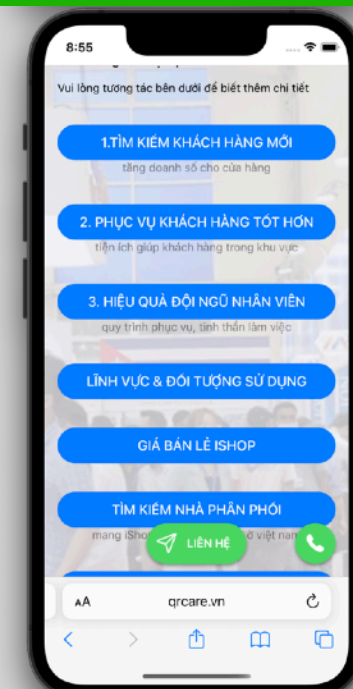 8:55
Vui lòng tương tác bên dưới để biết thêm chi tiết
1.TÌM KIẾM KHÁCH HÀNG MỚI
tăng doanh số cho cửa hàng
2. PHỤC VỤ KHÁCH HÀNG TỐT HƠN
tiện ích giúp khách hàng trong khu vực
3. HIỆU QUẢ ĐỘI NGŨ NHÂN VIÊN
quy trình phục vụ, tinh thần làm việc
LĨNH VỰC & ĐỐI TƯỢNG SỬ DỤNG
GIÁ BÁN LẺ ISHOP
TÌM KIẾM NHÀ PHÂN PHỐI
mang ở việt nam
LIÊN HỆ
AA
qrcare.vn